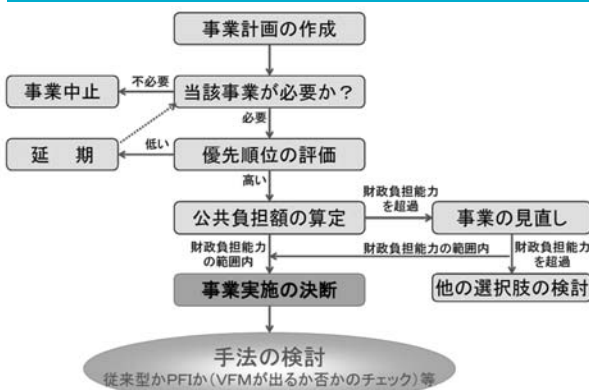 事業計画の作成
不必要
事業中止
当該事業が必要か？
必要
低い
延　期
優先順位の評価
高い
財政負担能力
を超過
公共負担額の算定
事業の見直し
財政負担能力
の範囲内
財政負担能力の範囲内
財政負担能力
を超過
事業実施の決断
他の選択肢の検討
手法の検討
従来型かPFIか（VFMが出るか否かのチェック）等